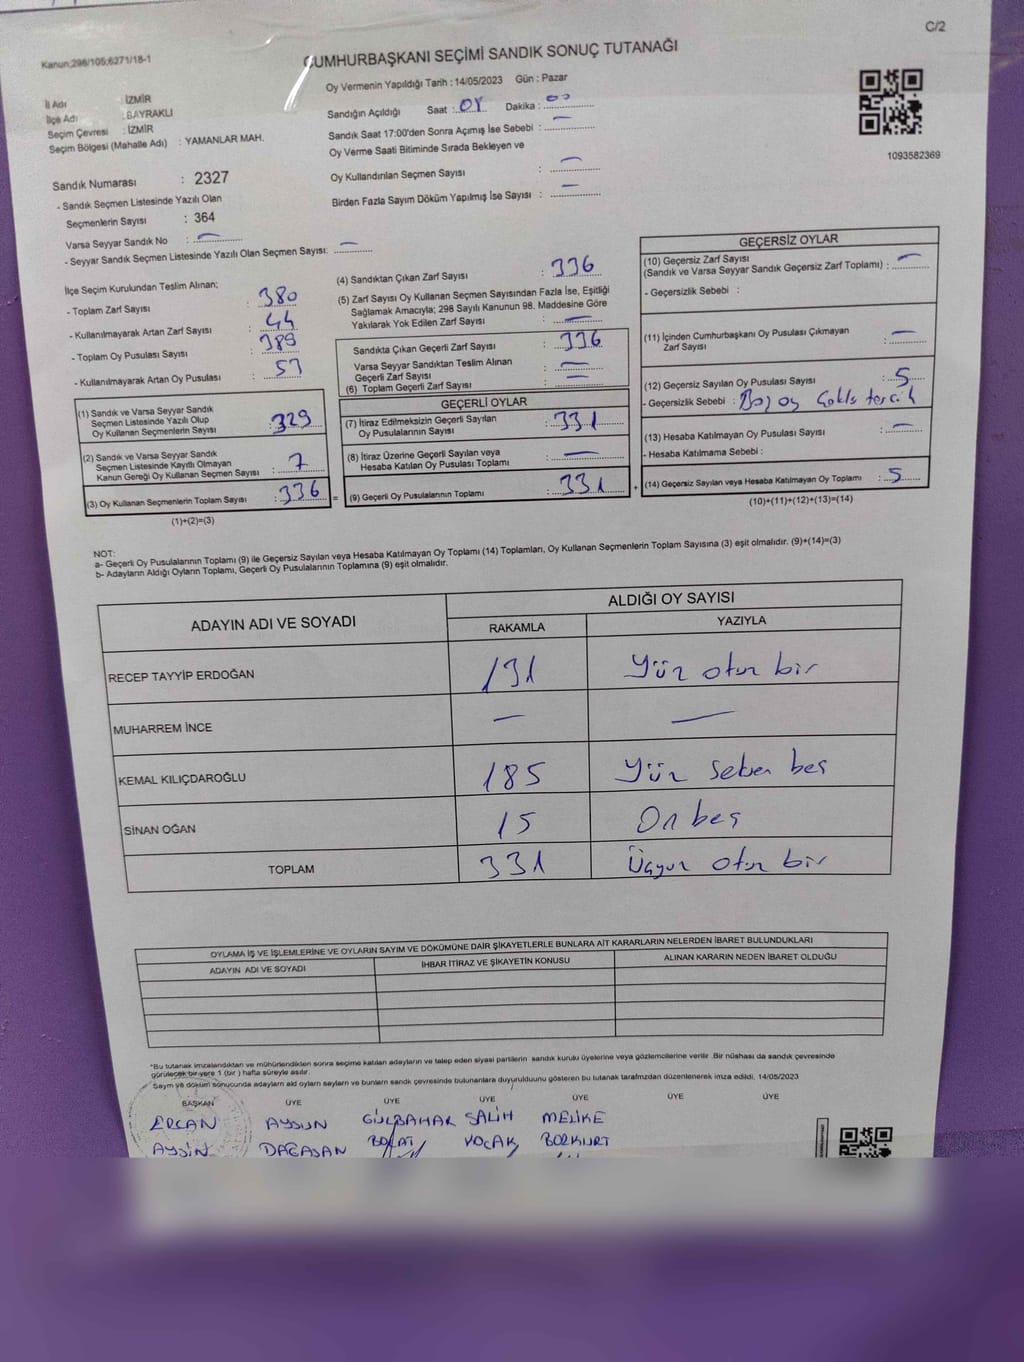 C/2
Kanun:298/105;6271/18-1
CUMHURBAŞKANI SEÇİMİ SANDIK SONUÇ TUTANAĞI
Oy Vermenin Yapıldığı Tarih : 14/05/2023 Gün : Pazar
İl Adı : İZMİR
İlçe Adı : BAYRAKLI
Seçim Çevresi : İZMİR
Seçim Bölgesi (Mahalle Adı) : YAMANLAR MAH.
Sandığın Açıldığı Saat : Dakika : 00
Sandık Saat 17:00'den Sonra Açımış İse Sebebi : —
Oy Verme Saati Bitiminde Sırada Bekleyen ve
Oy Kullandırılan Seçmen Sayısı : —
Birden Fazla Sayım Döküm Yapılmış İse Sayısı : —
1093582369
Sandık Numarası : 2327
- Sandık Seçmen Listesinde Yazılı Olan
Seçmenlerin Sayısı : 364
Varsa Seyyar Sandık No : —
- Seyyar Sandık Seçmen Listesinde Yazılı Olan Seçmen Sayısı: —
İlçe Seçim Kurulundan Teslim Alınan;
- Toplam Zarf Sayısı : 380
- Kullanılmayarak Artan Zarf Sayısı : 44
- Toplam Oy Pusulası Sayısı : 389
- Kullanılmayarak Artan Oy Pusulası : 53
(1) Sandık ve Varsa Seyyar Sandık
Seçmen Listesinde Yazılı Olup
Oy Kullanan Seçmenlerin Sayısı : 329
(2) Sandık ve Varsa Seyyar Sandık
Seçmen Listesinde Kayıtlı Olmayan
Kanun Gereği Oy Kullanan Seçmen Sayısı : 7
(3) Oy Kullanan Seçmenlerin Toplam Sayısı : 336 =
(1)+(2)=(3)
(4) Sandıktan Çıkan Zarf Sayısı : 336
(5) Zarf Sayısı Oy Kullanan Seçmen Sayısından Fazla İse, Eşitliği
Sağlamak Amacıyla; 298 Sayılı Kanunun 98. Maddesine Göre
Yakılarak Yok Edilen Zarf Sayısı : —
Sandıkta Çıkan Geçerli Zarf Sayısı : 336
Varsa Seyyar Sandıktan Teslim Alınan
Geçerli Zarf Sayısı : —
(6) Toplam Geçerli Zarf Sayısı : —
GEÇERLİ OYLAR
(7) İtiraz Edilmeksizin Geçerli Sayılan
Oy Pusulalarının Sayısı : 331
(8) İtiraz Üzerine Geçerli Sayılan veya
Hesaba Katılan Oy Pusulası Toplamı : —
(9) Geçerli Oy Pusulalarının Toplamı : 331 +
GEÇERSİZ OYLAR
(10) Geçersiz Zarf Sayısı
(Sandık ve Varsa Seyyar Sandık Geçersiz Zarf Toplamı) : —
- Geçersizlik Sebebi :
(11) İçinden Cumhurbaşkanı Oy Pusulası Çıkmayan
Zarf Sayısı : —
(12) Geçersiz Sayılan Oy Pusulası Sayısı : 5
- Geçersizlik Sebebi : Boş oy Çoklu tercih
(13) Hesaba Katılmayan Oy Pusulası Sayısı : —
- Hesaba Katılmama Sebebi :
(14) Geçersiz Sayılan veya Hesaba Katılmayan Oy Toplamı : 5
(10)+(11)+(12)+(13)=(14)
NOT:
a- Geçerli Oy Pusulalarının Toplamı (9) ile Geçersiz Sayılan veya Hesaba Katılmayan Oy Toplamı (14) Toplamları, Oy Kullanan Seçmenlerin Toplam Sayısına (3) eşit olmalıdır. (9)+(14)=(3)
b- Adayların Aldığı Oyların Toplamı, Geçerli Oy Pusulalarının Toplamına (9) eşit olmalıdır.
ADAYIN ADI VE SOYADI ALDIĞI OY SAYISI
RAKAMLA YAZIYLA
RECEP TAYYİP ERDOĞAN 131 Yüz otuz bir
MUHARREM İNCE — —
KEMAL KILIÇDAROĞLU 185 Yüz seksen beş
SİNAN OĞAN 15 On beş
TOPLAM 331 Üçyüz otuz bir
OYLAMA İŞ VE İŞLEMLERİNE VE OYLARIN SAYIM VE DÖKÜMÜNE DAİR ŞİKAYETLERLE BUNLARA AİT KARARLARIN NELERDEN İBARET BULUNDUKLARI
ADAYIN ADI VE SOYADI İHBAR İTİRAZ VE ŞİKAYETİN KONUSU ALINAN KARARIN NEDEN İBARET OLDUĞU
*Bu tutanak imzalandıktan ve mühürlendikten sonra seçime katılan adayların ve talep eden siyasi partilerin sandık kurulu üyelerine veya gözlemcilerine verilir. Bir nüshası da sandık çevresinde
görülecek bir yere 1 (bir ) hafta süreyle asılır.
Sayım ve döküm sonucunda adayların ald oyların sayların ve bunların sandk çevresinde bulunanlara duyurulduunu gösteren bu tutanak tarafmzdan düzenlenerek imza edildi, 14/05/2023
BAŞKAN ÜYE ÜYE ÜYE ÜYE ÜYE ÜYE
ERCAN AYSUN GÜLBAHAR SALİH MELİKE
AYDİN DAĞAŞAN BOLAT KOÇAK BOZKURT